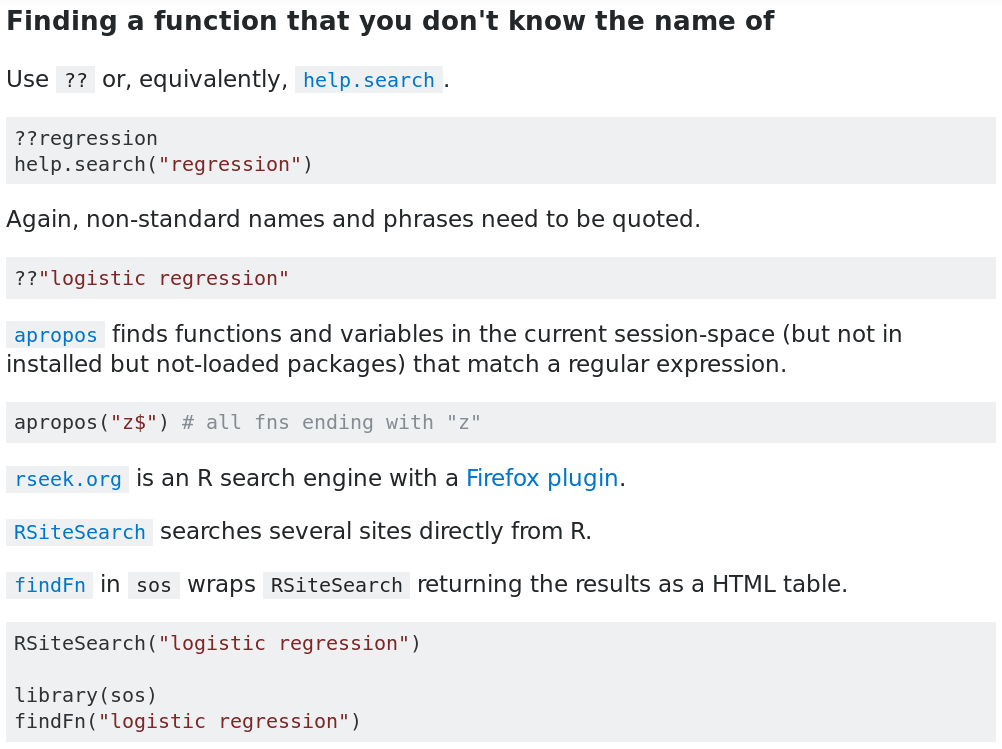 Finding a function that you don't know the name of
Use ?? or, equivalently, help.search.
??regression
help.search("regression")
Again, non-standard names and phrases need to be quoted.
??"logistic regression"
apropos finds functions and variables in the current session-space (but not in
installed but not-loaded packages) that match a regular expression.
apropos("z$") # all fns ending with "z"
rseek.org is an R search engine with a Firefox plugin.
RSiteSearch searches several sites directly from R.
findFn in sos wraps RSiteSearch returning the results as a HTML table.
RSiteSearch("logistic regression")
library(sos)
findFn("logistic regression")